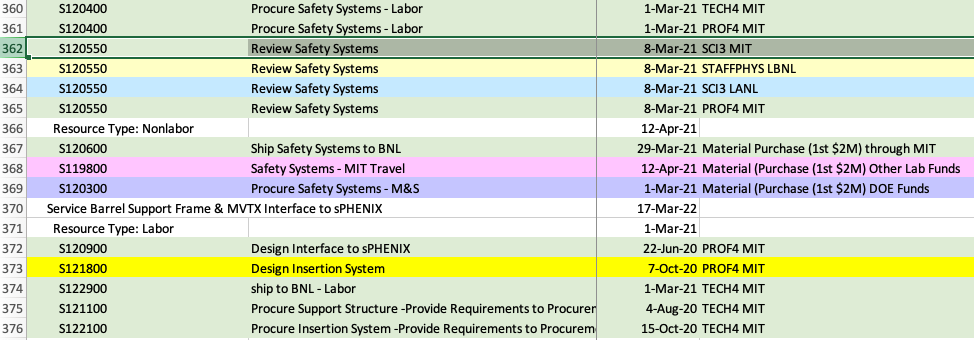 360 S120400 Procure Safety Systems - Labor 1-Mar-21 TECH4 MIT
361 S120400 Procure Safety Systems - Labor 1-Mar-21 PROF4 MIT
362 S120550 Review Safety Systems 8-Mar-21 SCI3 MIT
363 S120550 Review Safety Systems 8-Mar-21 STAFFPHYS LBNL
364 S120550 Review Safety Systems 8-Mar-21 SCI3 LANL
365 S120550 Review Safety Systems 8-Mar-21 PROF4 MIT
366 Resource Type: Nonlabor 12-Apr-21
367 S120600 Ship Safety Systems to BNL 29-Mar-21 Material Purchase (1st $2M) through MIT
368 S119800 Safety Systems - MIT Travel 12-Apr-21 Material (Purchase (1st $2M) Other Lab Funds
369 S120300 Procure Safety Systems - M&S 1-Mar-21 Material (Purchase (1st $2M) DOE Funds
370 Service Barrel Support Frame & MVTX Interface to sPHENIX 17-Mar-22
371 Resource Type: Labor 1-Mar-21
372 S120900 Design Interface to sPHENIX 22-Jun-20 PROF4 MIT
373 S121800 Design Insertion System 7-Oct-20 PROF4 MIT
374 S122900 ship to BNL - Labor 1-Mar-21 TECH4 MIT
375 S121100 Procure Support Structure -Provide Requirements to Procurer 4-Aug-20 TECH4 MIT
376 S122100 Procure Insertion System -Provide Requirements to Procurem 15-Oct-20 TECH4 MIT